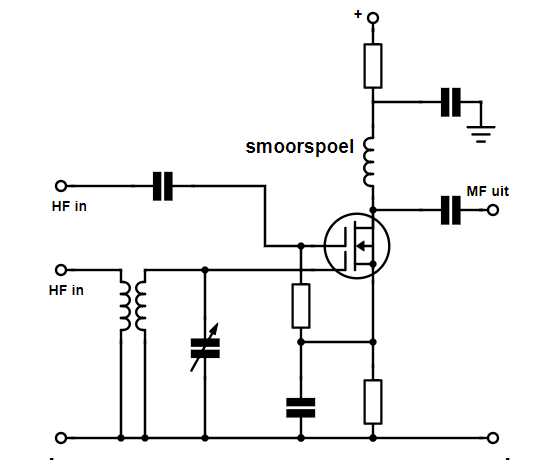 +
smoorspoel
MF uit
HF in
HF in